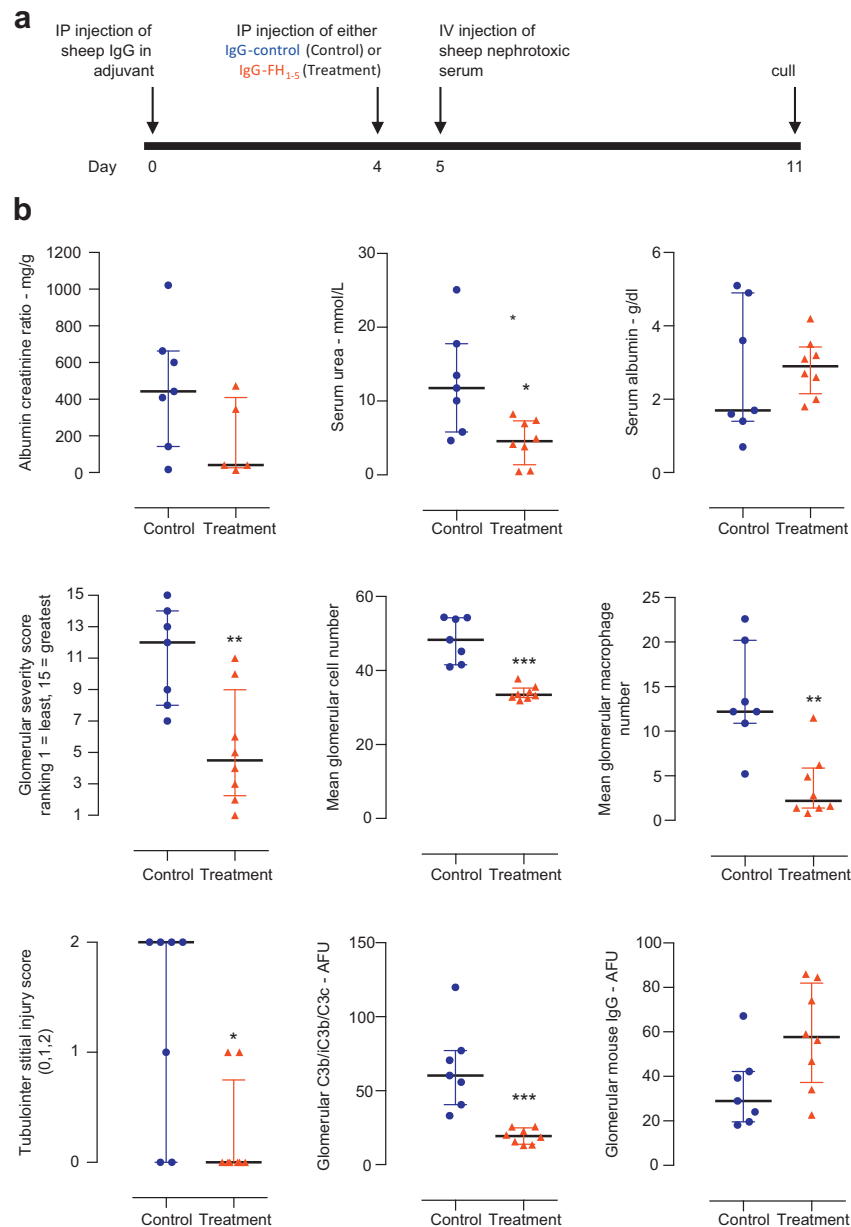 a
IP injection of
sheep IgG in
adjuvant
IP injection of either
IgG-control (Control) or
IgG-FH1-5 (Treatment)
IV injection of
sheep nephrotoxic
serum
cull
Day 0 4 5 11
b
Albumin creatinine ratio - mg/g
1200
1000
800
600
400
200
0
Control Treatment
Serum urea - mmol/L
30
20
10
0
*
*
Control Treatment
Serum albumin - g/dl
6
4
2
0
Control Treatment
Glomerular severity score
ranking 1 = least, 15 = greatest
15
13
11
9
7
5
3
1
**
Control Treatment
Mean glomerular cell number
60
40
20
0
***
Control Treatment
Mean glomerular macrophage
number
25
20
15
10
5
0
**
Control Treatment
Tubulointer stitial injury score
(0,1,2)
2
1
0
*
Control Treatment
Glomerular C3b/iC3b/C3c - AFU
150
100
50
0
***
Control Treatment
Glomerular mouse IgG - AFU
100
80
60
40
20
0
Control Treatment